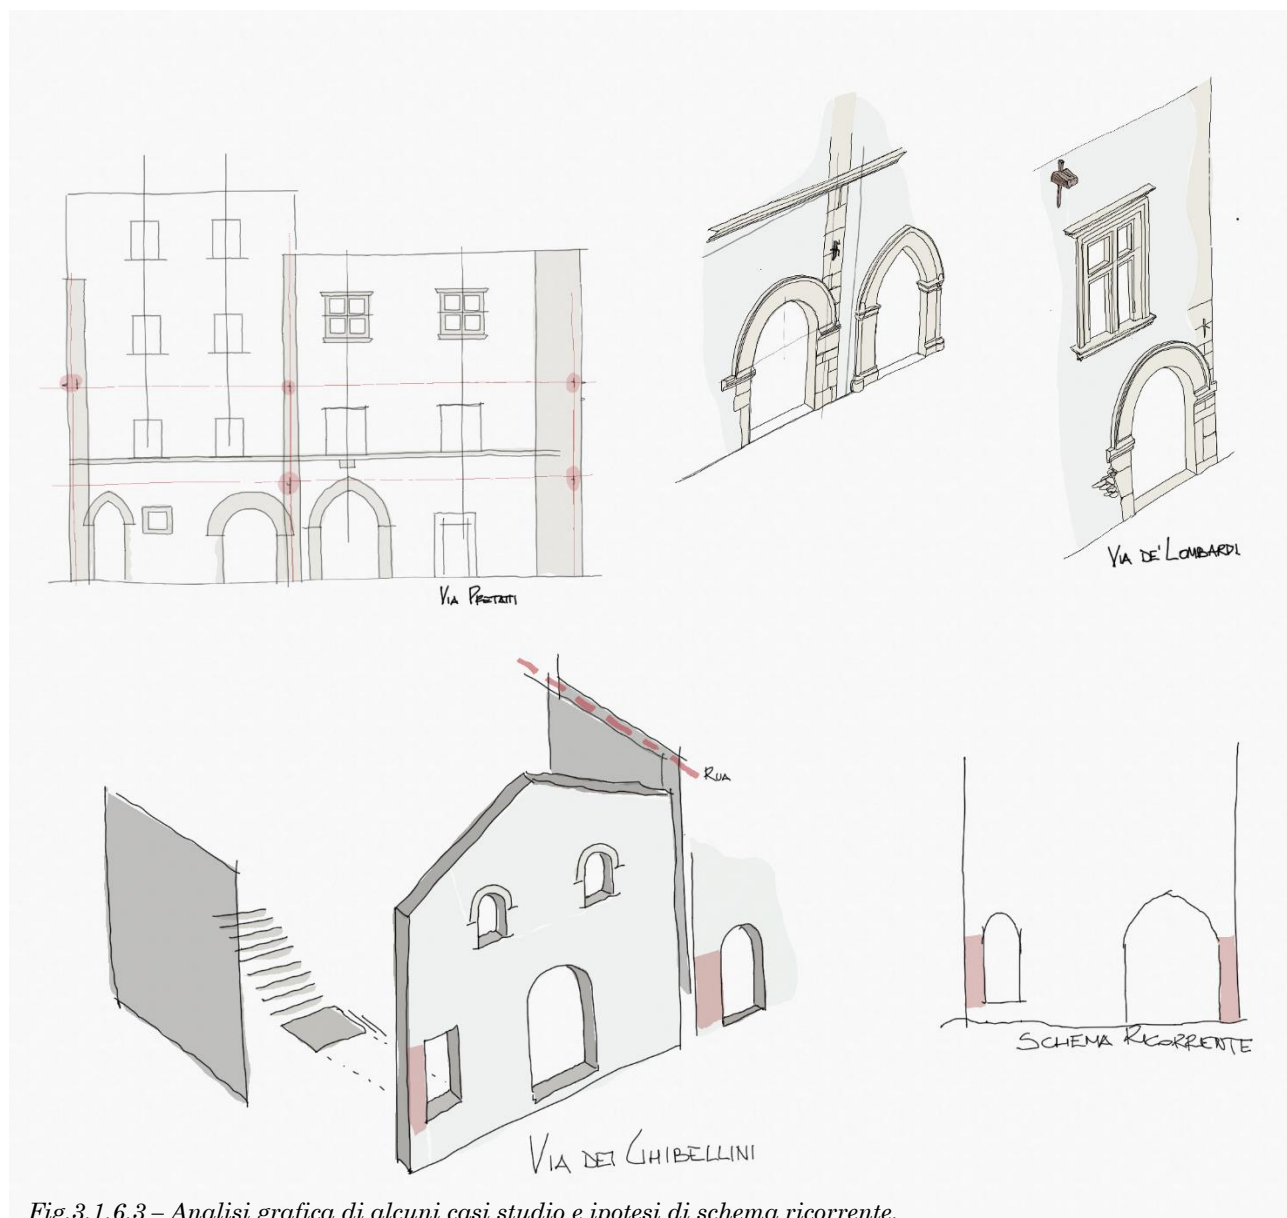 VIA PRETATTI
VIA DE' LOMBARDI
RUA
SCHEMA RICORRENTE
VIA DEI GHIBELLINI
Fig.3.1.6.3 – Analisi grafica di alcuni casi studio e ipotesi di schema ricorrente.